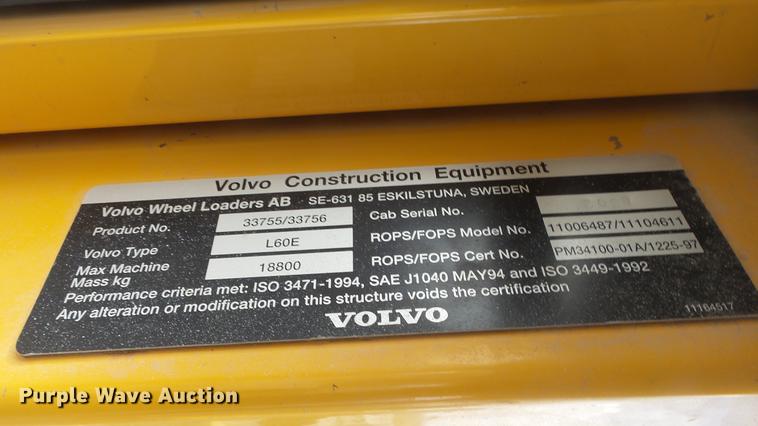 Volvo Construction Equipment
Volvo Wheel Loaders AB SE-631 85 ESKILSTUNA, SWEDEN
Product No. 33755/33756 Cab Serial No.
Volvo Type L60E ROPS/FOPS Model No. 11006487/11104611
Max Machine Mass kg 18800 ROPS/FOPS Cert No. PM34100-01A/1225-97
Performance criteria met: ISO 3471-1994, SAE J1040 MAY94 and ISO 3449-1992
Any alteration or modification on this structure voids the certification
VOLVO
11164517
Purple Wave Auction